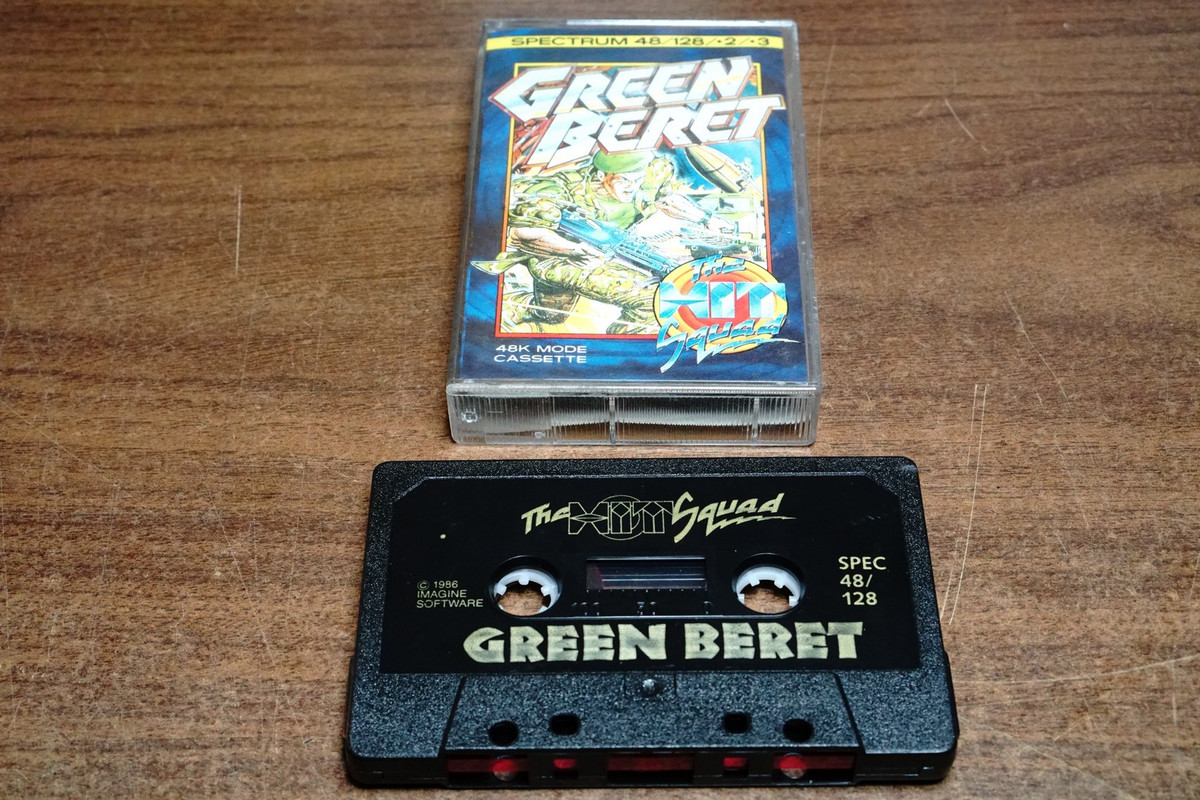 SPECTRUM 48/128/+2/+3
GREEN
BERET
THE
HIT
Squad
48K MODE
CASSETTE
The HIT Squad
© 1986
IMAGINE
SOFTWARE
SPEC
48/
128
GREEN BERET